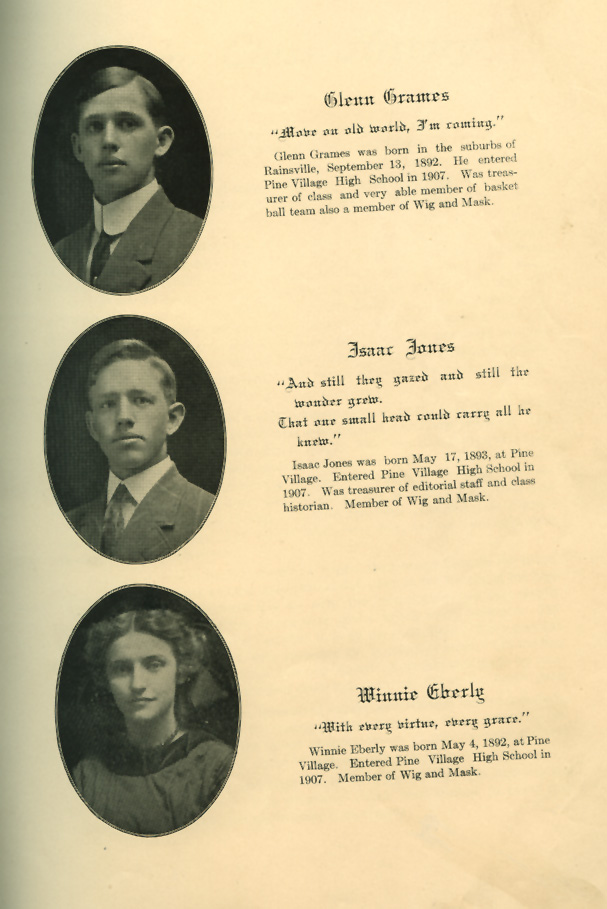 Glenn Grames
"Move on old world, I'm coming."
Glenn Grames was born in the suburbs of
Rainsville, September 13, 1892. He entered
Pine Village High School in 1907. Was treas-
urer of class and very able member of basket
ball team also a member of Wig and Mask.
Isaac Jones
"And still they gazed and still the
wonder grew.
That one small head could carry all he
knew."
Isaac Jones was born May 17, 1893, at Pine
Village. Entered Pine Village High School in
1907. Was treasurer of editorial staff and class
historian. Member of Wig and Mask.
Winnie Eberly
"With every virtue, every grace."
Winnie Eberly was born May 4, 1892, at Pine
Village. Entered Pine Village High School in
1907. Member of Wig and Mask.